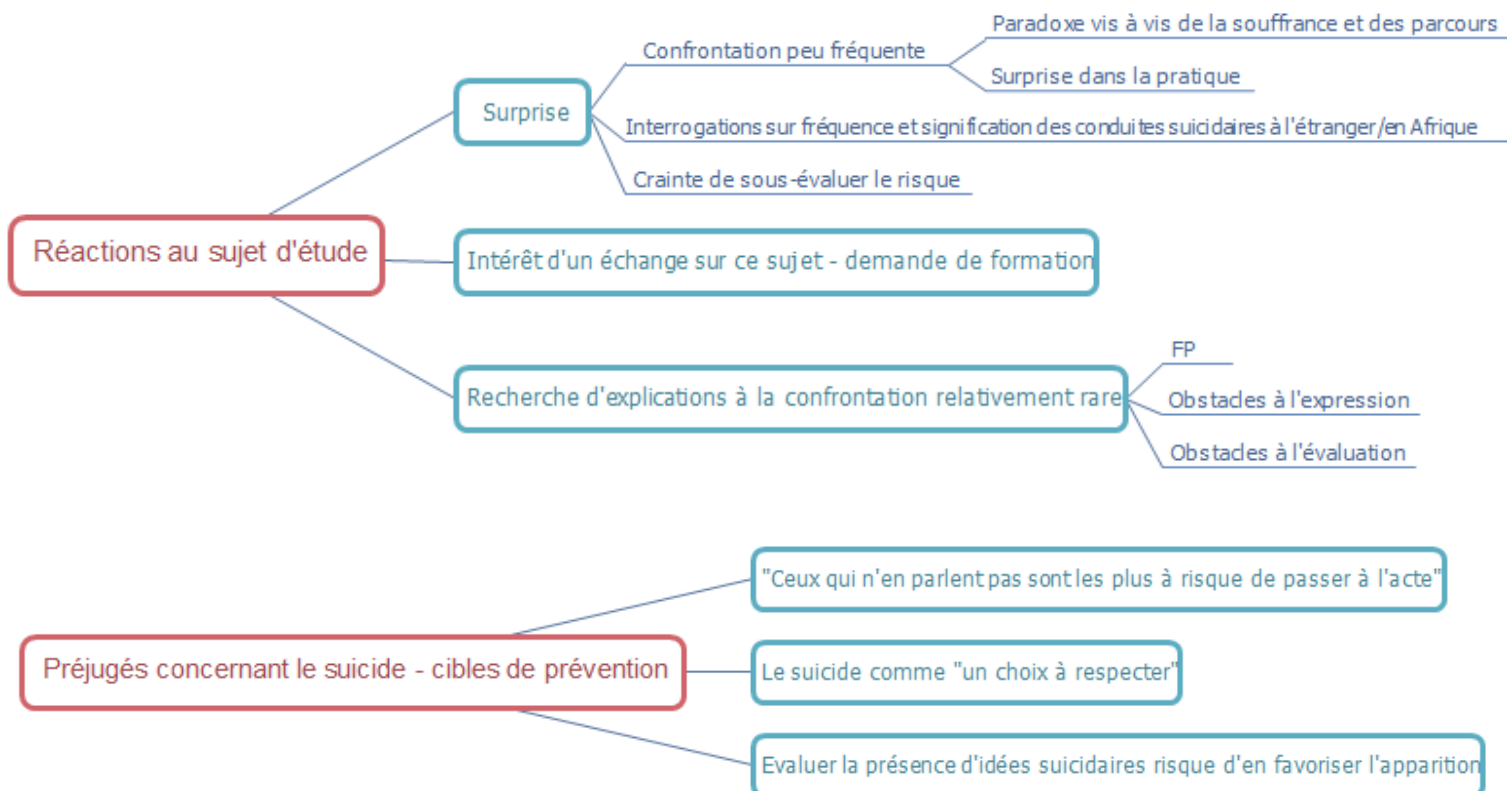 Réactions au sujet d'étude
Surprise
Confrontation peu fréquente
Paradoxe vis à vis de la souffrance et des parcours
Surprise dans la pratique
Interrogations sur fréquence et signification des conduites suicidaires à l'étranger/en Afrique
Crainte de sous-évaluer le risque
Intérêt d'un échange sur ce sujet - demande de formation
Recherche d'explications à la confrontation relativement rare
FP
Obstacles à l'expression
Obstacles à l'évaluation
Préjugés concernant le suicide - cibles de prévention
"Ceux qui n'en parlent pas sont les plus à risque de passer à l'acte"
Le suicide comme "un choix à respecter"
Evaluer la présence d'idées suicidaires risque d'en favoriser l'apparition